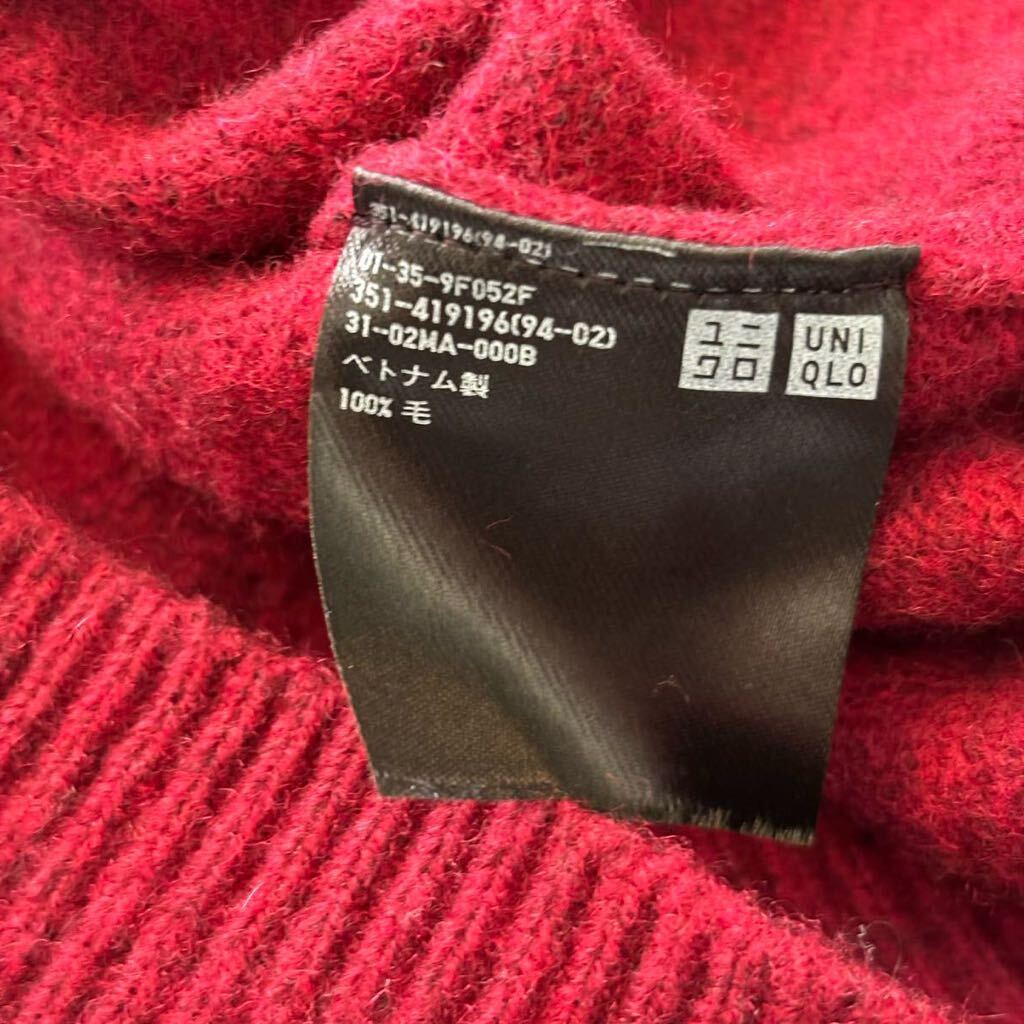 351-419196(94-02)
01-35-9F052F
351-419196(94-02)
31-02MA-000B
ベトナム製
100% 毛
ユニ
クロ
UNI
QLO